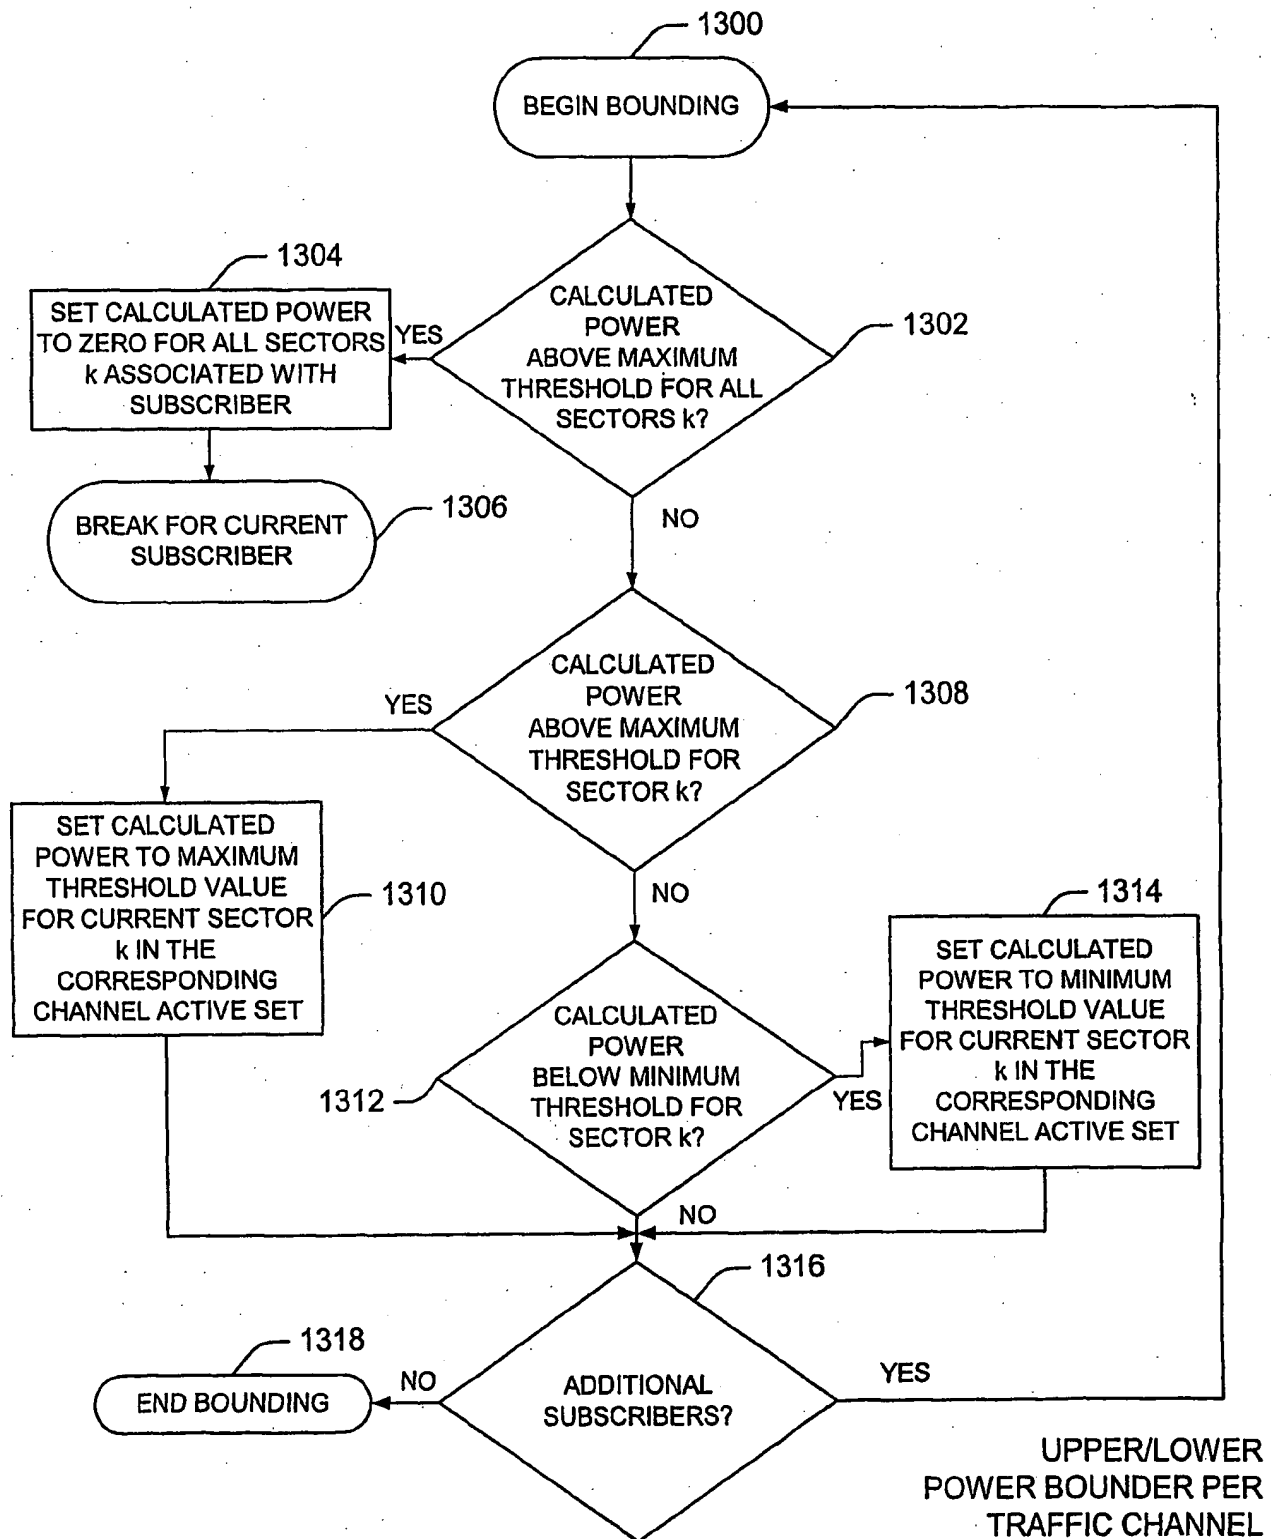 1300
BEGIN BOUNDING
1304
SET CALCULATED POWER
TO ZERO FOR ALL SECTORS
k ASSOCIATED WITH
SUBSCRIBER
YES
CALCULATED
POWER
ABOVE MAXIMUM
THRESHOLD FOR ALL
SECTORS k?
1302
NO
BREAK FOR CURRENT
SUBSCRIBER
1306
YES
CALCULATED
POWER
ABOVE MAXIMUM
THRESHOLD FOR
SECTOR k?
1308
NO
SET CALCULATED
POWER TO MAXIMUM
THRESHOLD VALUE
FOR CURRENT SECTOR
k IN THE
CORRESPONDING
CHANNEL ACTIVE SET
1310
1312
CALCULATED
POWER
BELOW MINIMUM
THRESHOLD FOR
SECTOR k?
YES
1314
SET CALCULATED
POWER TO MINIMUM
THRESHOLD VALUE
FOR CURRENT SECTOR
k IN THE
CORRESPONDING
CHANNEL ACTIVE SET
NO
1316
ADDITIONAL
SUBSCRIBERS?
YES
NO
1318
END BOUNDING
UPPER/LOWER
POWER BOUNDER PER
TRAFFIC CHANNEL